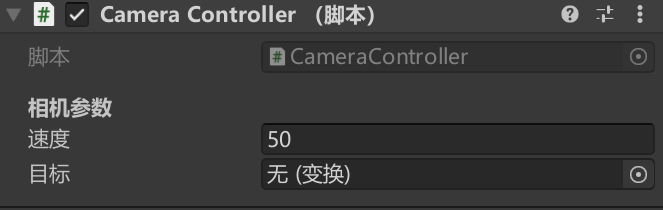 Camera Controller （脚本）
脚本 CameraController
相机参数
速度 50
目标 无 (变换)